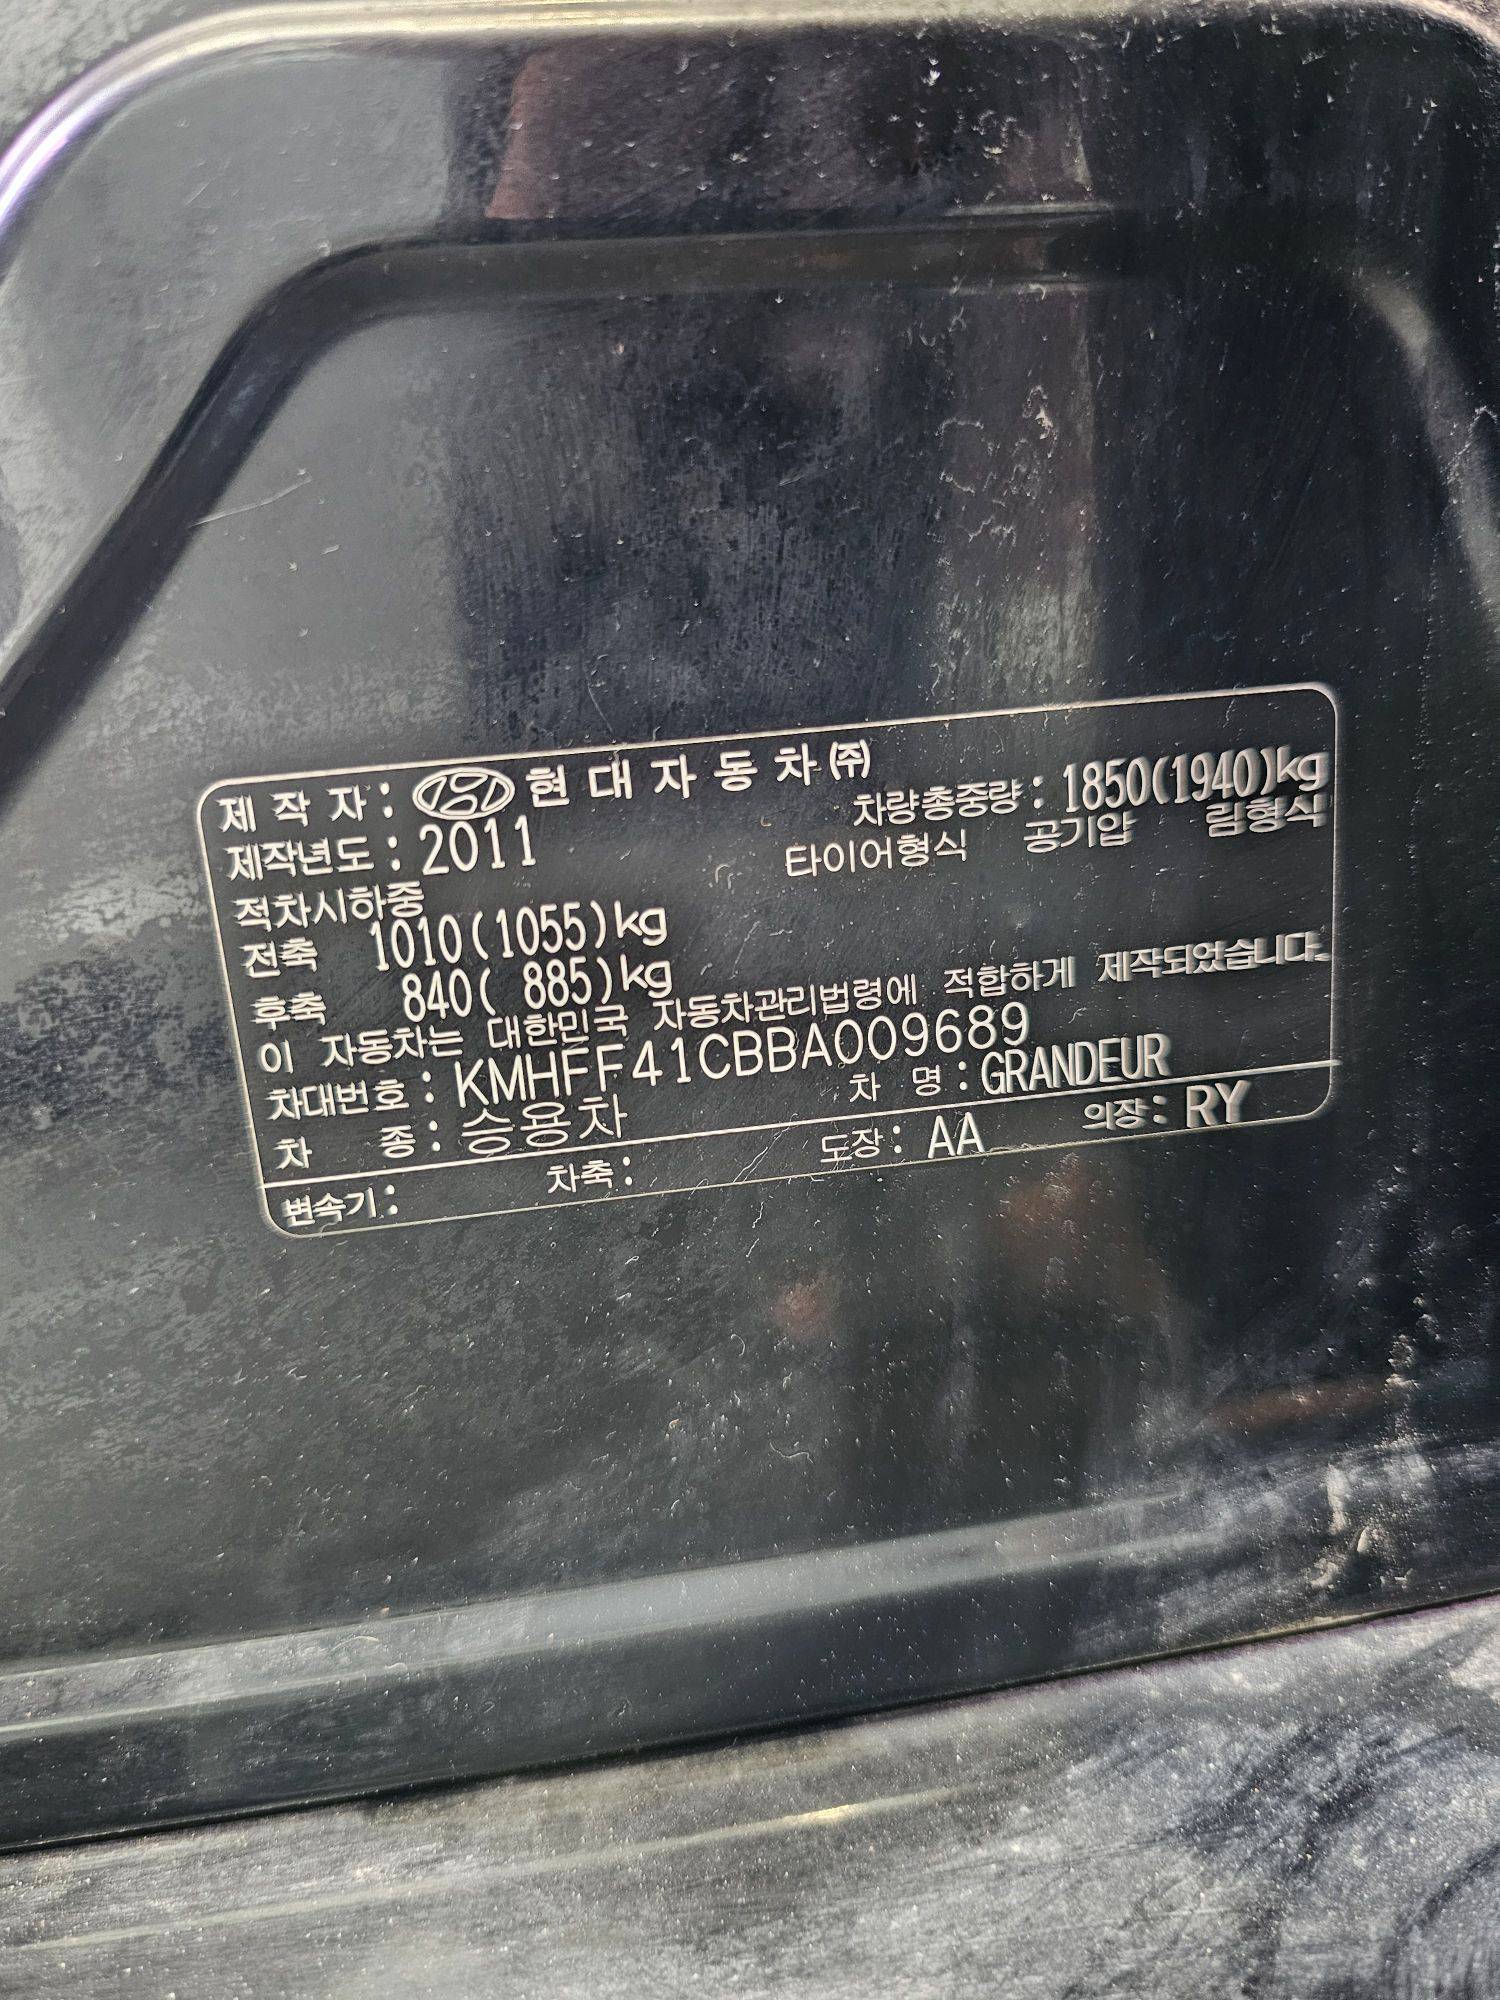 제작자: 현대자동차㈜
제작년도: 2011 차량총중량: 1850(1940)kg
적차시하중 타이어형식 공기압 림형식
전축 1010(1055)kg
후축 840( 885)kg
이 자동차는 대한민국 자동차관리법령에 적합하게 제작되었습니다.
차대번호: KMHFF41CBBA009689
차 종: 승용차 차 명: GRANDEUR
변속기: 차축: 도장: AA 의장: RY